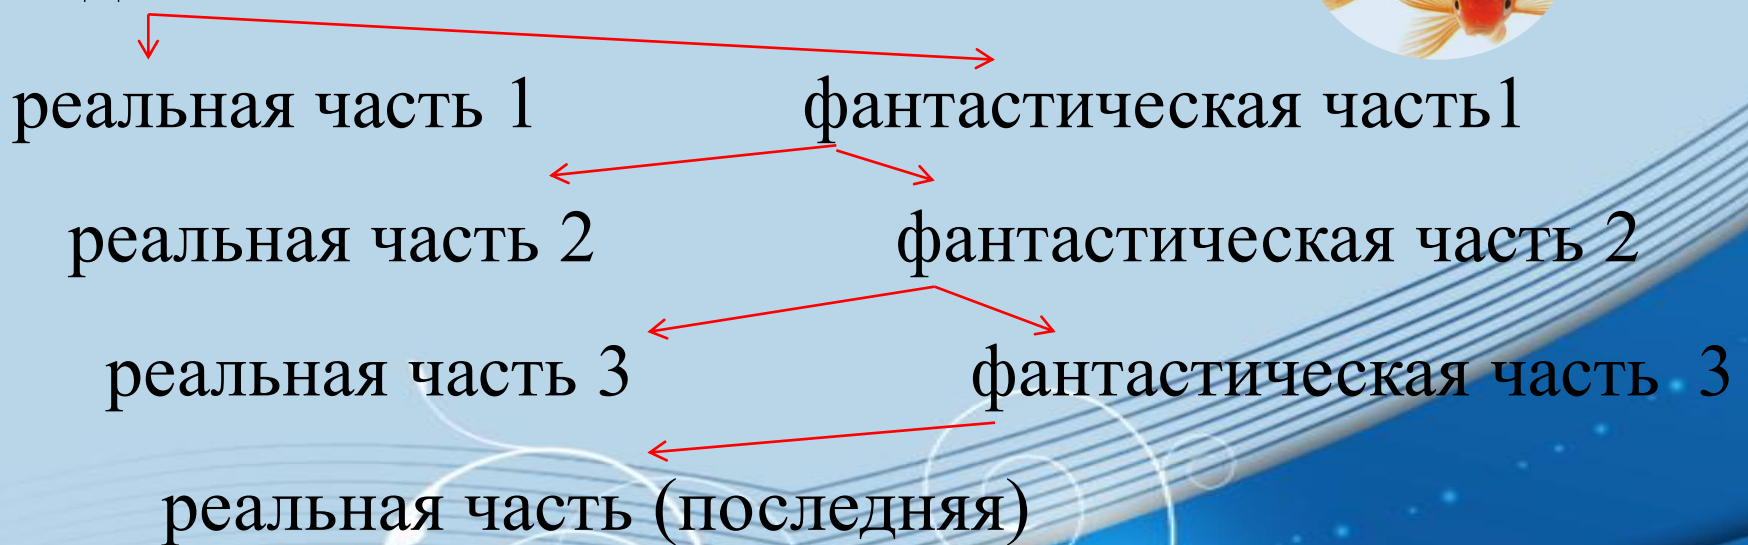 реальная часть 1 фантастическая часть1
реальная часть 2 фантастическая часть 2
реальная часть 3 фантастическая часть 3
реальная часть (последняя)